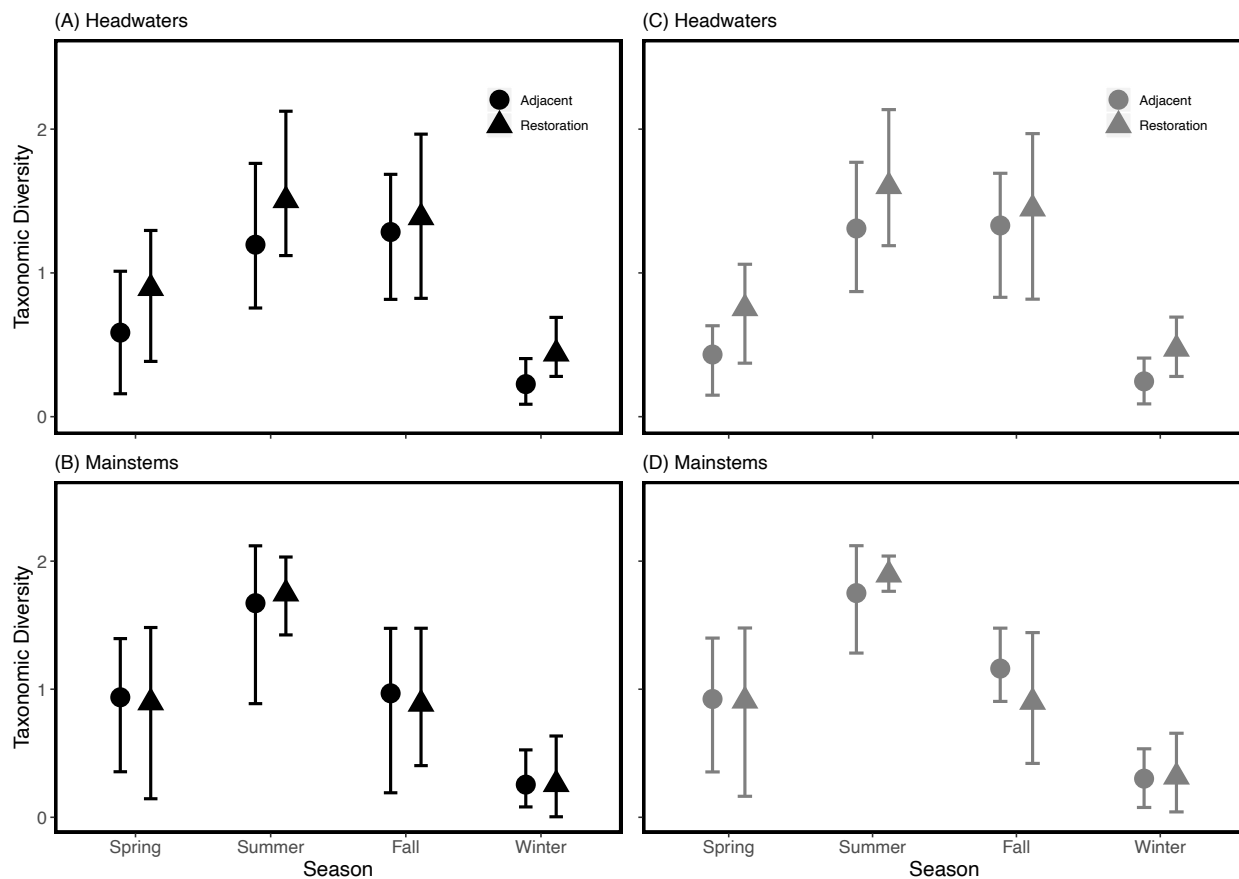 (A) Headwaters
Taxonomic Diversity
2
1
0
Adjacent
Restoration
(C) Headwaters
Adjacent
Restoration
(B) Mainstems
Taxonomic Diversity
2
1
0
Spring Summer Fall Winter
Season
(D) Mainstems
Spring Summer Fall Winter
Season